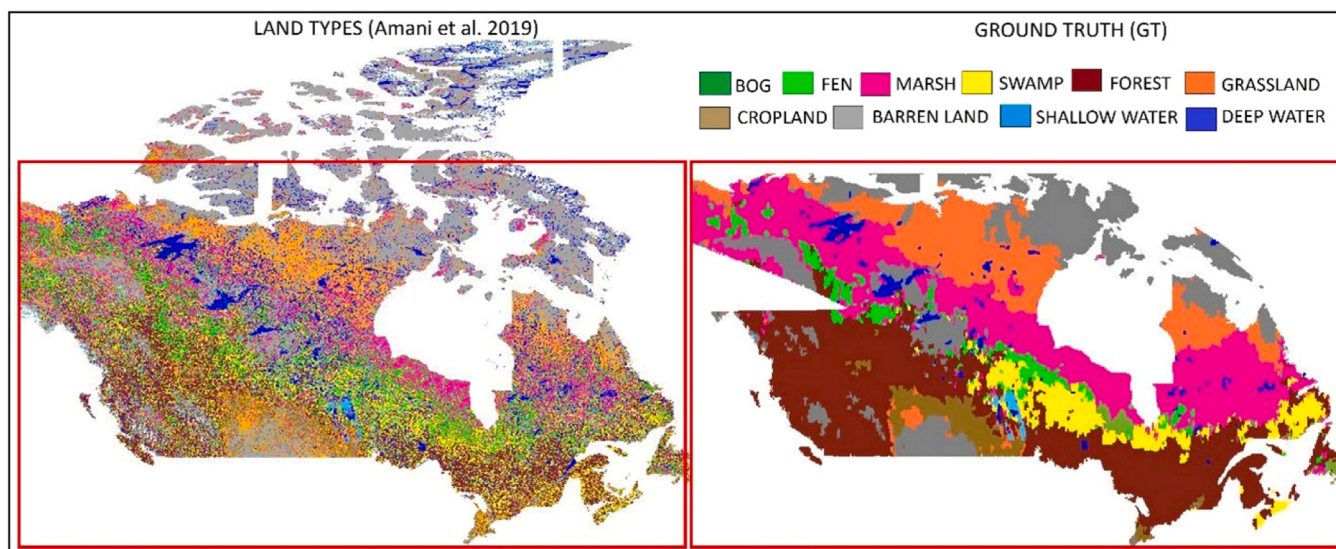 LAND TYPES (Amani et al. 2019)
GROUND TRUTH (GT)
BOG FEN MARSH SWAMP FOREST GRASSLAND
CROPLAND BARREN LAND SHALLOW WATER DEEP WATER